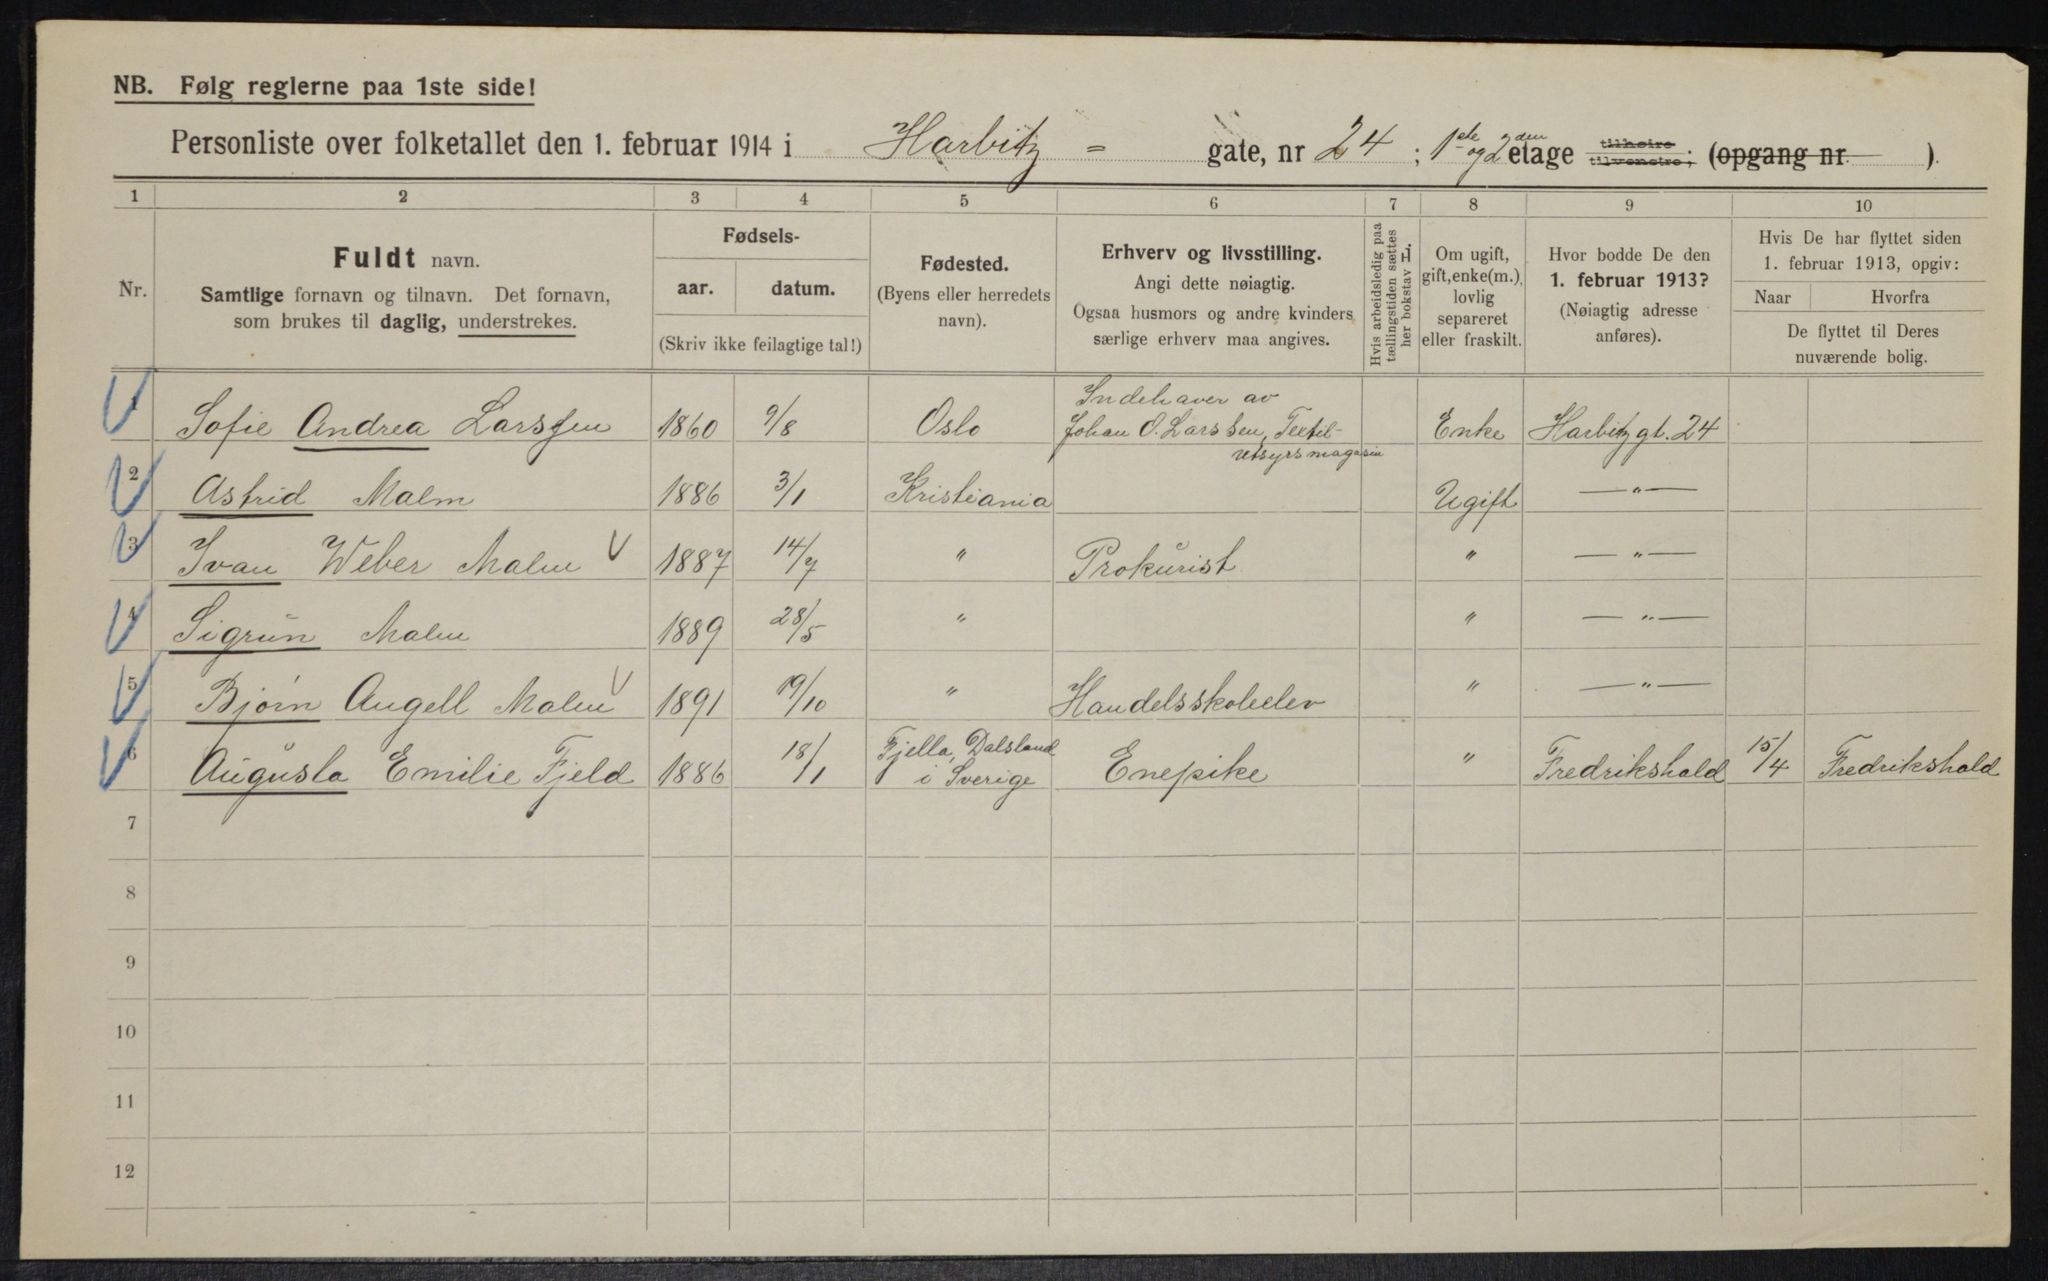 NB. Følg reglerne paa 1ste side!
Personliste over folketallet den 1. februar 1914 i Harbitz = gate, nr 24 ; 1ste og 2den etage tilhøire tilvenstre; (opgang nr. ).
1 2 3 4 5 6 7 8 9 10
Nr.
Fuldt navn.
Samtlige fornavn og tilnavn. Det fornavn,
som brukes til daglig, understrekes.
Fødsels-
aar. datum.
(Skriv ikke feilagtige tal!)
Fødested.
(Byens eller herredets
navn).
Erhverv og livsstilling.
Angi dette nøiagtig.
Ogsaa husmors og andre kvinders
særlige erhverv maa angives.
Hvis arbeidsledig paa
tællingstiden sættes
her bokstav L.
Om ugift,
gift, enke(m.),
lovlig
separeret
eller fraskilt.
Hvor bodde De den
1. februar 1913?
(Nøiagtig adresse
anføres).
Hvis De har flyttet siden
1. februar 1913, opgiv:
Naar Hvorfra
De flyttet til Deres
nuværende bolig.
1 Sofie Andrea Larssen 1860 9/8 Oslo Indehaver av Johan O. Larssen, Textil- utsyrsmagasin Enke Harbitzgt. 24
2 Astrid Malm 1886 3/1 Kristiania Ugift — " —
3 Ivan Weber Malm V 1887 14/7 " Prokurist " — " —
4 Sigrun Malm 1889 28/5 " " — " —
5 Bjørn Angell Malm V 1891 19/10 " Handelsskoleelev " — " —
6 Augusta Emilie Fjeld 1886 18/1 Fjella, Dalsland i Sverige Enepike " Fredrikshald 15/4 Fredrikshald
7
8
9
10
11
12